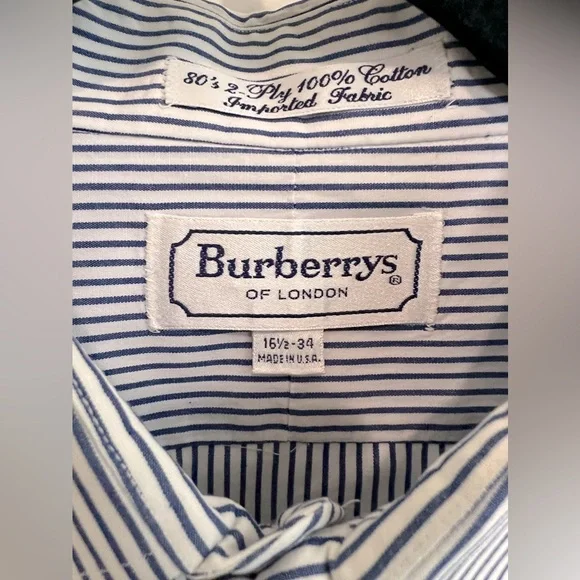 80's 2-Ply 100% Cotton
Imported Fabric
Burberrys®
OF LONDON
16½-34
MADE IN U.S.A.